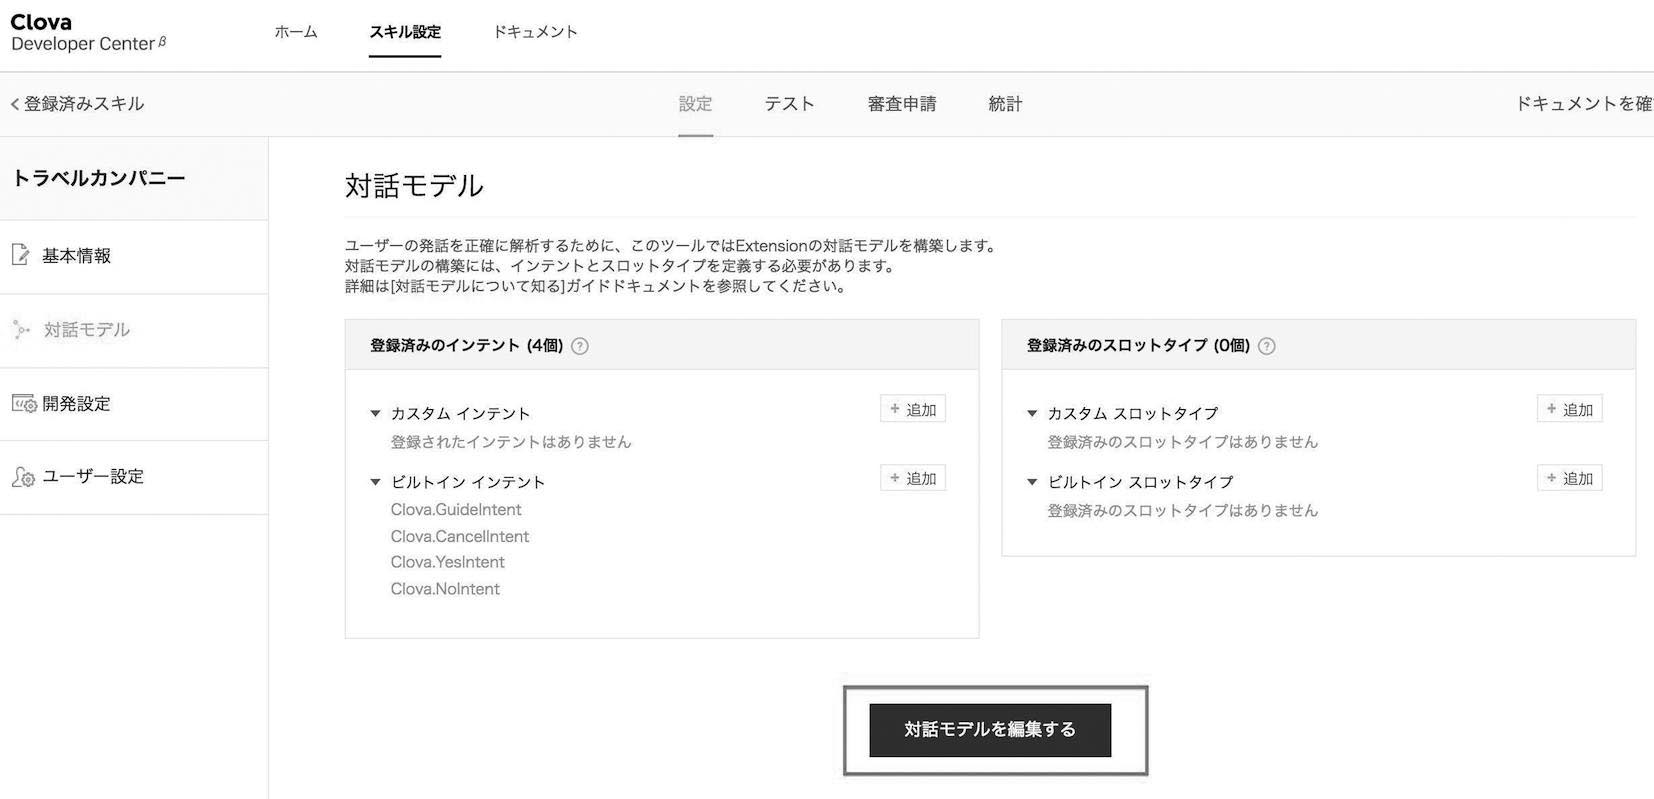 Clova
Developer Center β
ホーム
スキル設定
ドキュメント
< 登録済みスキル
設定
テスト
審査申請
統計
ドキュメントを確
トラベルカンパニー
基本情報
対話モデル
開発設定
ユーザー設定
対話モデル
ユーザーの発話を正確に解析するために、このツールではExtensionの対話モデルを構築します。
対話モデルの構築には、インテントとスロットタイプを定義する必要があります。
詳細は[対話モデルについて知る]ガイドドキュメントを参照してください。
登録済みのインテント (4個) ?
▼ カスタム インテント
+ 追加
登録されたインテントはありません
▼ ビルトイン インテント
+ 追加
Clova.GuideIntent
Clova.CancelIntent
Clova.YesIntent
Clova.NoIntent
登録済みのスロットタイプ (0個) ?
▼ カスタム スロットタイプ
+ 追加
登録済みのスロットタイプはありません
▼ ビルトイン スロットタイプ
+ 追加
登録済みのスロットタイプはありません
対話モデルを編集する